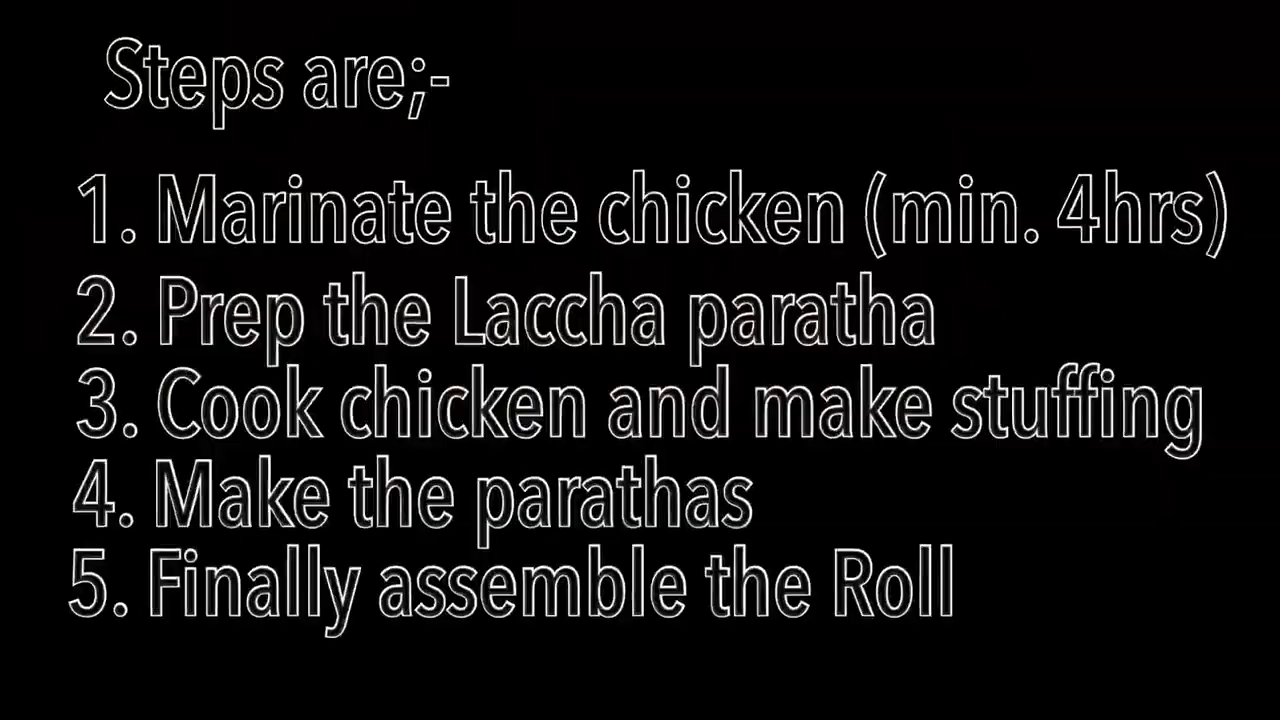 Steps are;-
1. Marinate the chicken (min. 4hrs)
2. Prep the Laccha paratha
3. Cook chicken and make stuffing
4. Make the parathas
5. Finally assemble the Roll